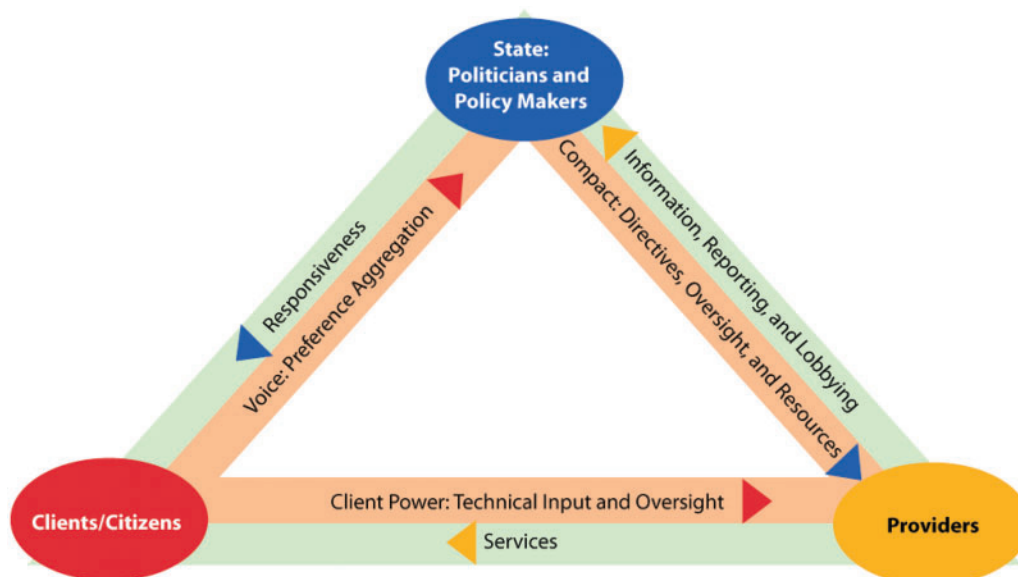 State:
Politicians and
Policy Makers
Responsiveness
Voice: Preference Aggregation
Compact: Directives, Oversight, and Resources
Information, Reporting, and Lobbying
Client Power: Technical Input and Oversight
Services
Clients/Citizens
Providers